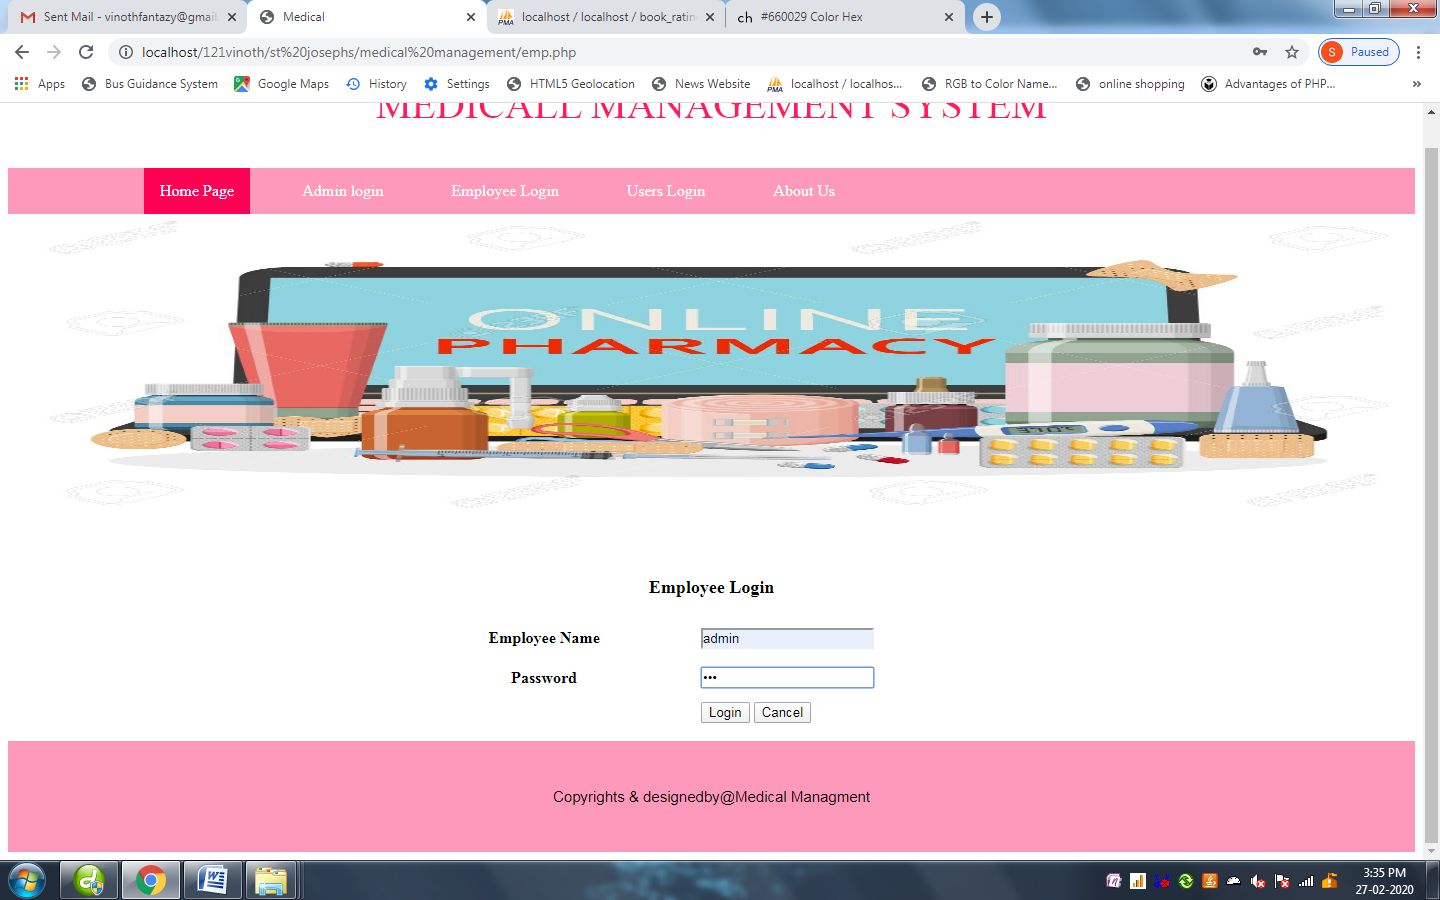 Sent Mail - vinothfantazy@gmail
Medical
localhost / localhost / book_ratin
ch #660029 Color Hex
localhost/121vinoth/st%20josephs/medical%20management/emp.php
S Paused
Apps
Bus Guidance System
Google Maps
History
Settings
HTML5 Geolocation
News Website
PMA localhost / localhos...
RGB to Color Name...
online shopping
Advantages of PHP...
»
MEDICALL MANAGEMENT SYSTEM
Home Page
Admin login
Employee Login
Users Login
About Us
ONLINE
PHARMACY
Employee Login
Employee Name admin
Password •••
Login Cancel
Copyrights & designedby@Medical Managment
3:35 PM
27-02-2020